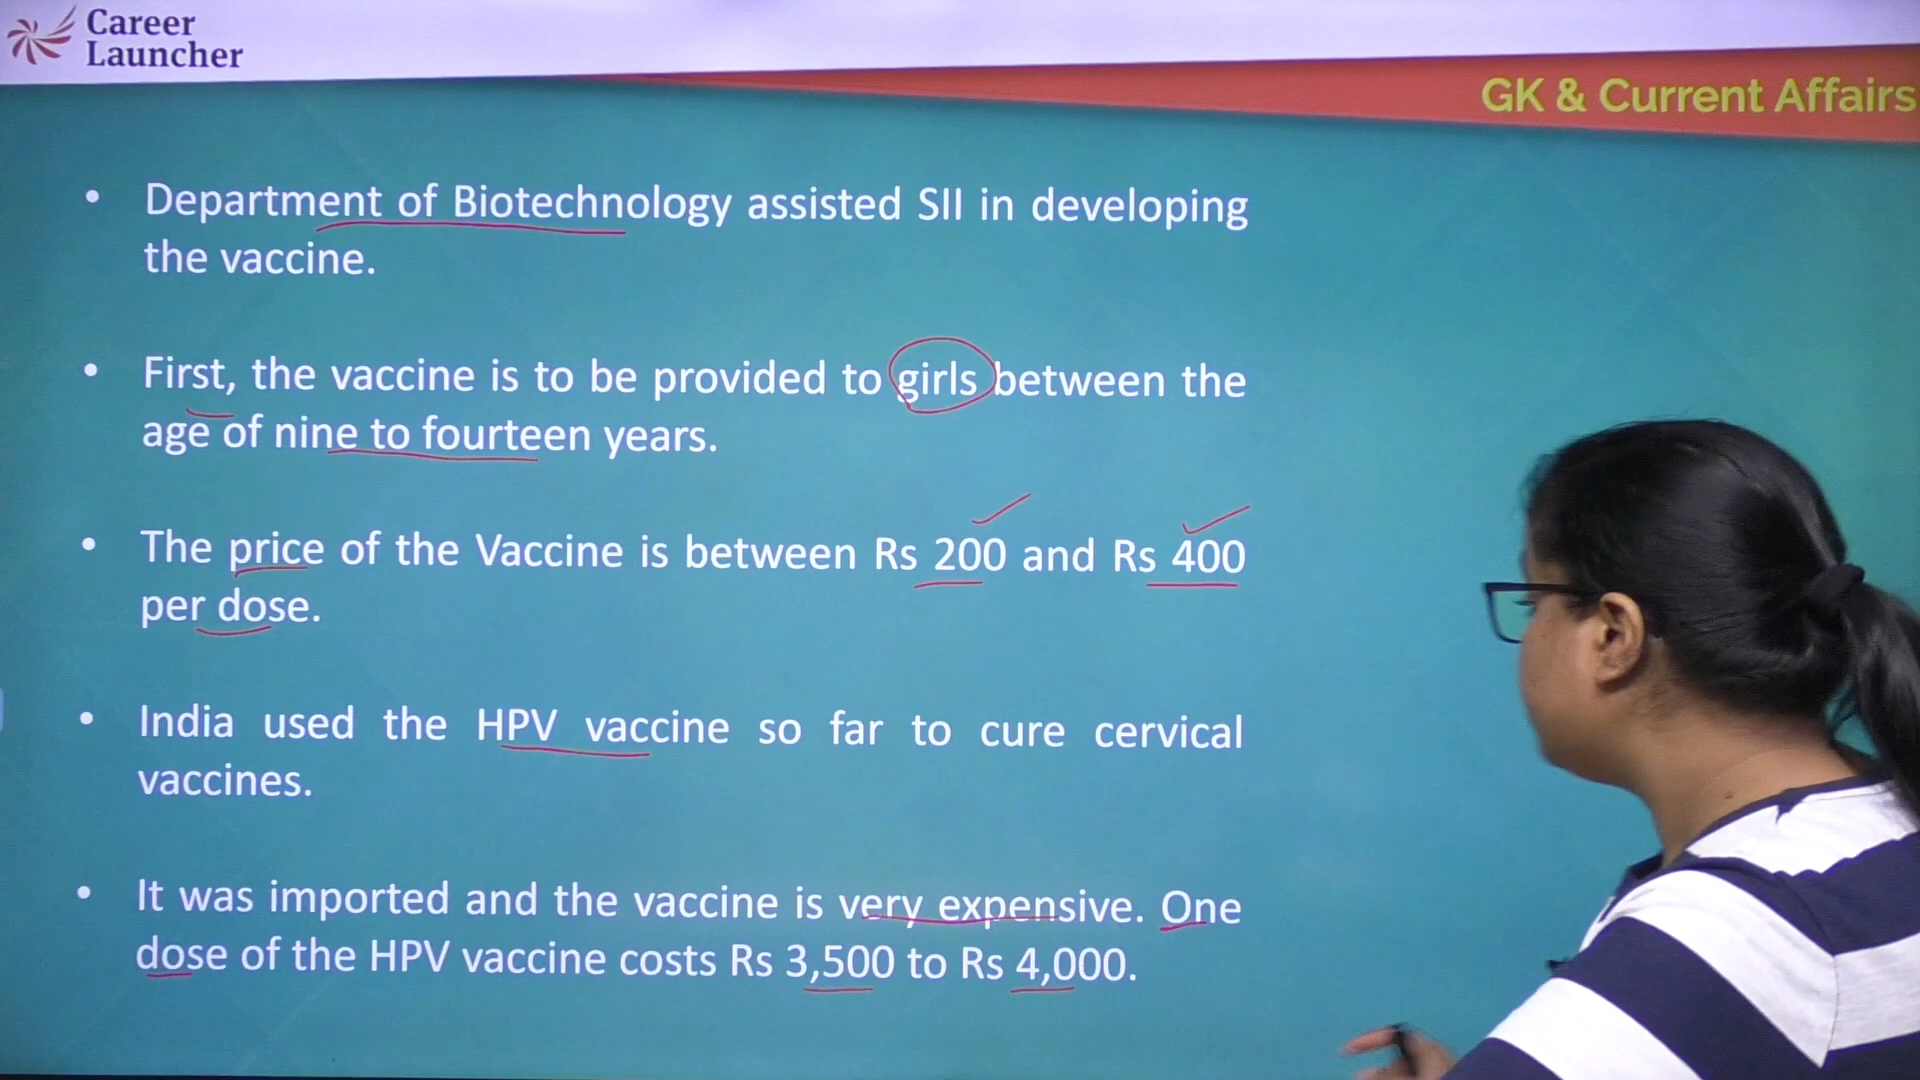 Career
Launcher
GK & Current Affairs
• Department of Biotechnology assisted SII in developing
the vaccine.
• First, the vaccine is to be provided to girls between the
age of nine to fourteen years.
• The price of the Vaccine is between Rs 200 and Rs 400
per dose.
• India used the HPV vaccine so far to cure cervical
vaccines.
• It was imported and the vaccine is very expensive. One
dose of the HPV vaccine costs Rs 3,500 to Rs 4,000.